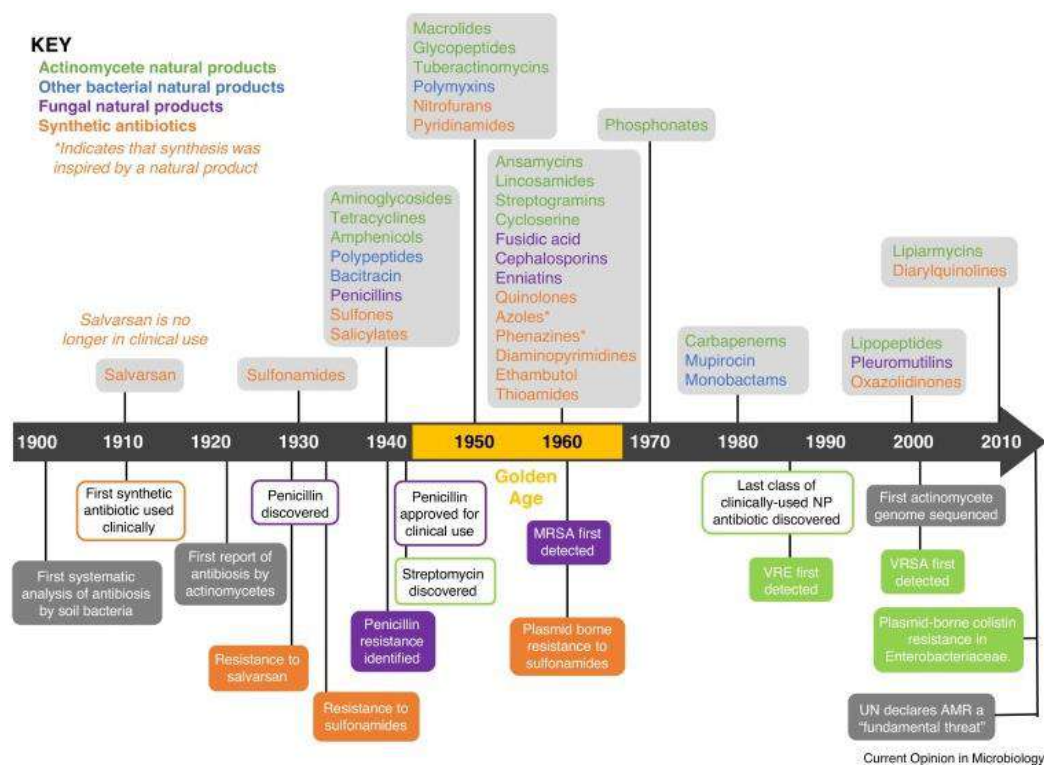 KEY
Actinomycete natural products
Other bacterial natural products
Fungal natural products
Synthetic antibiotics
*Indicates that synthesis was
inspired by a natural product
Macrolides
Glycopeptides
Tuberactinomycins
Polymyxins
Nitrofurans
Pyridinamides
Phosphonates
Aminoglycosides
Tetracyclines
Amphenicols
Polypeptides
Bacitracin
Penicillins
Sulfones
Salicylates
Ansamycins
Lincosamides
Streptogramins
Cycloserine
Fusidic acid
Cephalosporins
Enniatins
Quinolones
Azoles*
Phenazines*
Diaminopyrimidines
Ethambutol
Thioamides
Lipiarmycins
Diarylquinolines
Salvarsan is no
longer in clinical use
Salvarsan
Sulfonamides
Carbapenems
Mupirocin
Monobactams
Lipopeptides
Pleuromutilins
Oxazolidinones
1900 1910 1920 1930 1940 1950 1960 1970 1980 1990 2000 2010
Golden
Age
First synthetic
antibiotic used
clinically
Penicillin
discovered
Penicillin
approved for
clinical use
Last class of
clinically-used NP
antibiotic discovered
First actinomycete
genome sequenced
First systematic
analysis of antibiosis
by soil bacteria
First report of
antibiosis by
actinomycetes
Streptomycin
discovered
MRSA first
detected
VRE first
detected
VRSA first
detected
Resistance to
salvarsan
Penicillin
resistance
identified
Plasmid borne
resistance to
sulfonamides
Plasmid-borne colistin
resistance in
Enterobacteriaceae.
Resistance to
sulfonamides
UN declares AMR a
“fundamental threat”
Current Opinion in Microbiology